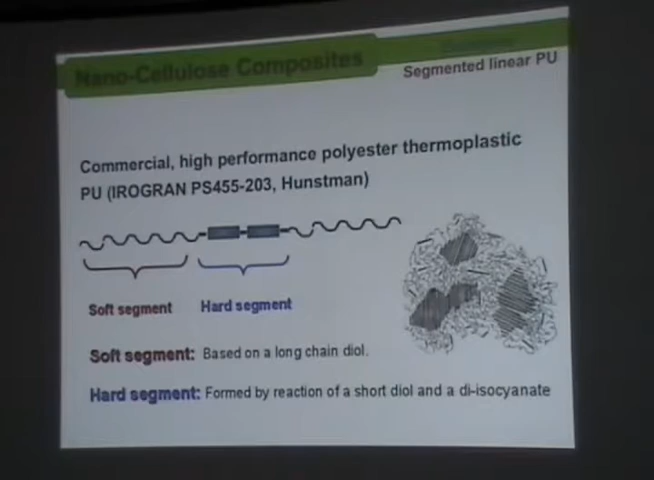 Nano-Cellulose Composites
Segmented linear PU
Commercial, high performance polyester thermoplastic
PU (IROGRAN PS455-203, Hunstman)
Soft segment
Hard segment
Soft segment: Based on a long chain diol.
Hard segment: Formed by reaction of a short diol and a di-isocyanate